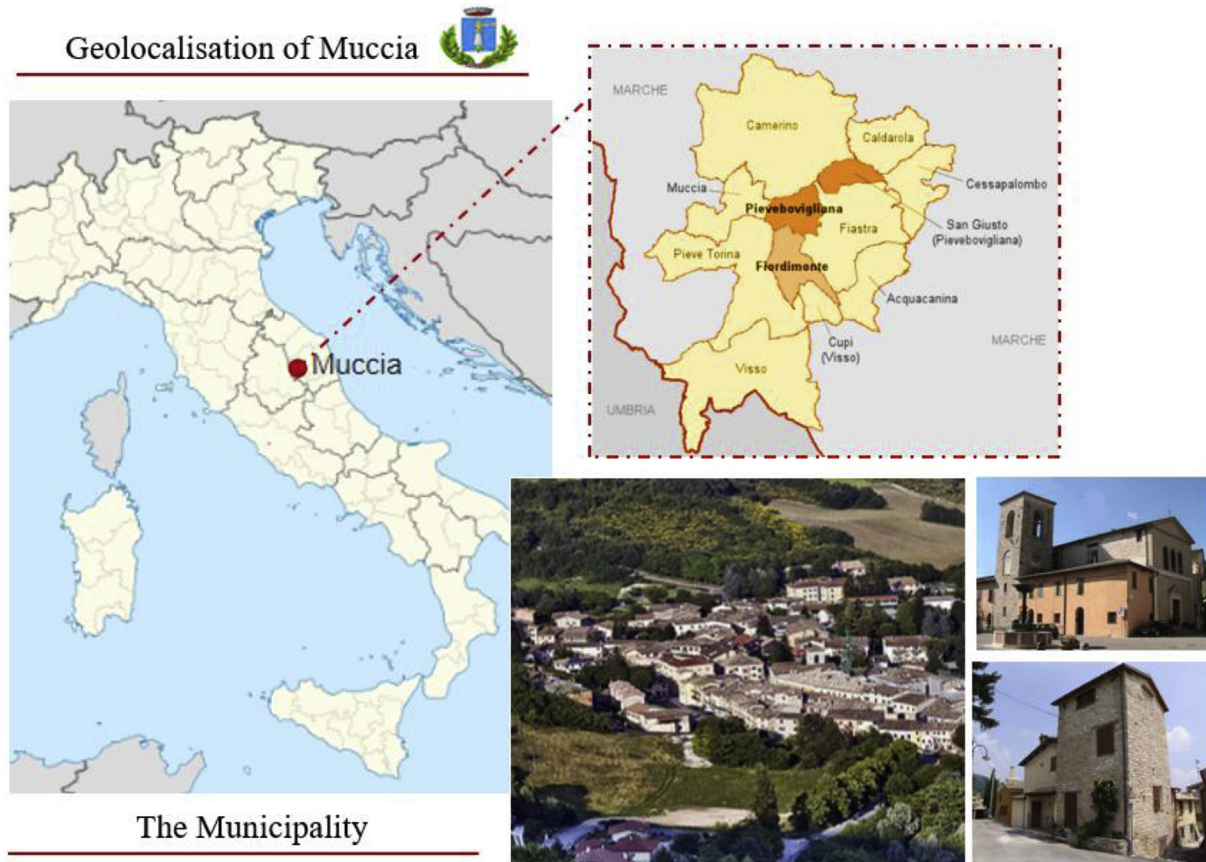 Geolocalisation of Muccia
Muccia
MARCHE
Camerino
Caldarola
Cessapalombo
Muccia
Pievebovigliana
San Giusto
(Pievebovigliana)
Fiastra
Pieve Torina
Fiordimonte
Acquacanina
Cupi
(Visso)
MARCHE
Visso
UMBRIA
The Municipality